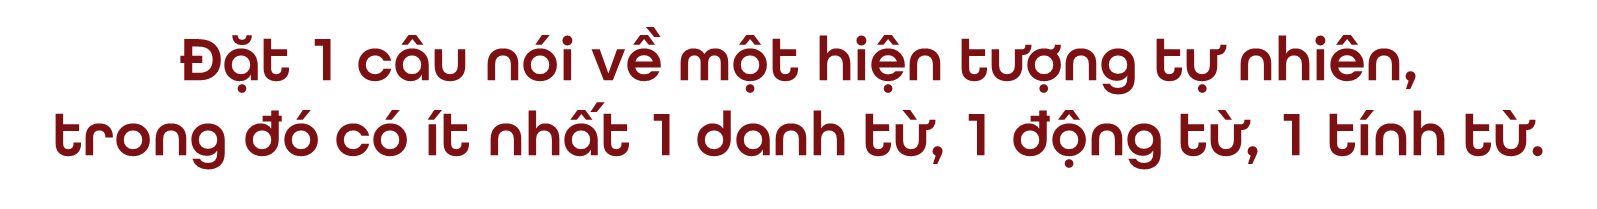 Đặt 1 câu nói về một hiện tượng tự nhiên,
trong đó có ít nhất 1 danh từ, 1 động từ, 1 tính từ.